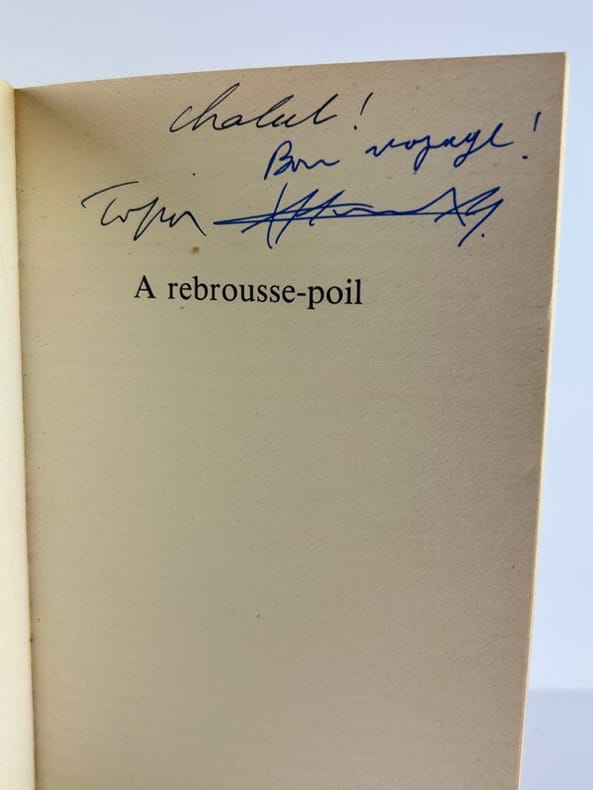 chalut !
Bon voyage !
Topor
A rebrousse-poil